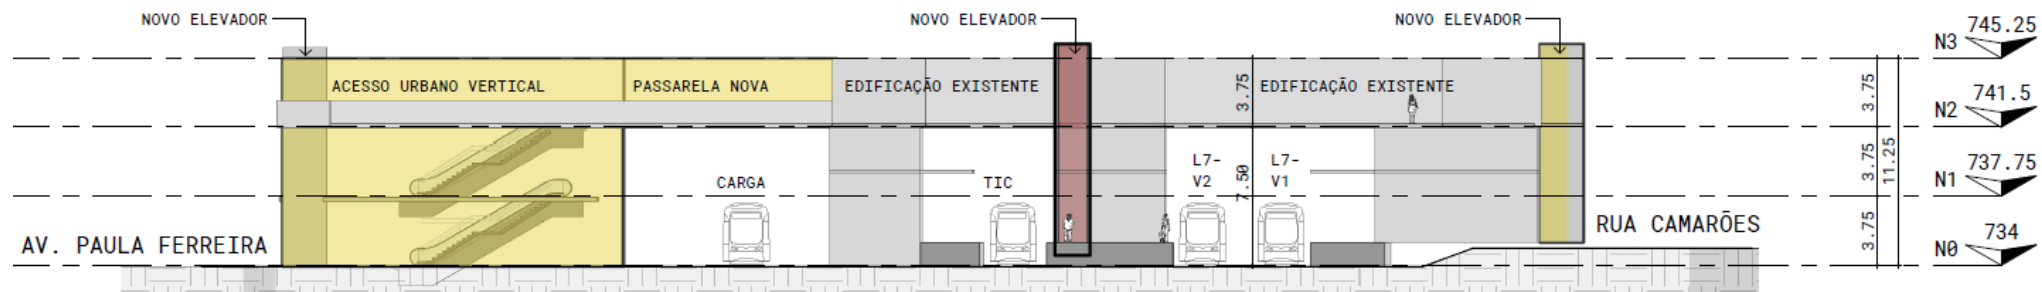 NOVO ELEVADOR
NOVO ELEVADOR
NOVO ELEVADOR
745.25
N3
ACESSO URBANO VERTICAL
PASSARELA NOVA
EDIFICAÇÃO EXISTENTE
3.75
EDIFICAÇÃO EXISTENTE
3.75
741.5
N2
CARGA
TIC
L7-
V2
7.50
L7-
V1
3.75
11.25
737.75
N1
AV. PAULA FERREIRA
RUA CAMARÕES
3.75
734
N0